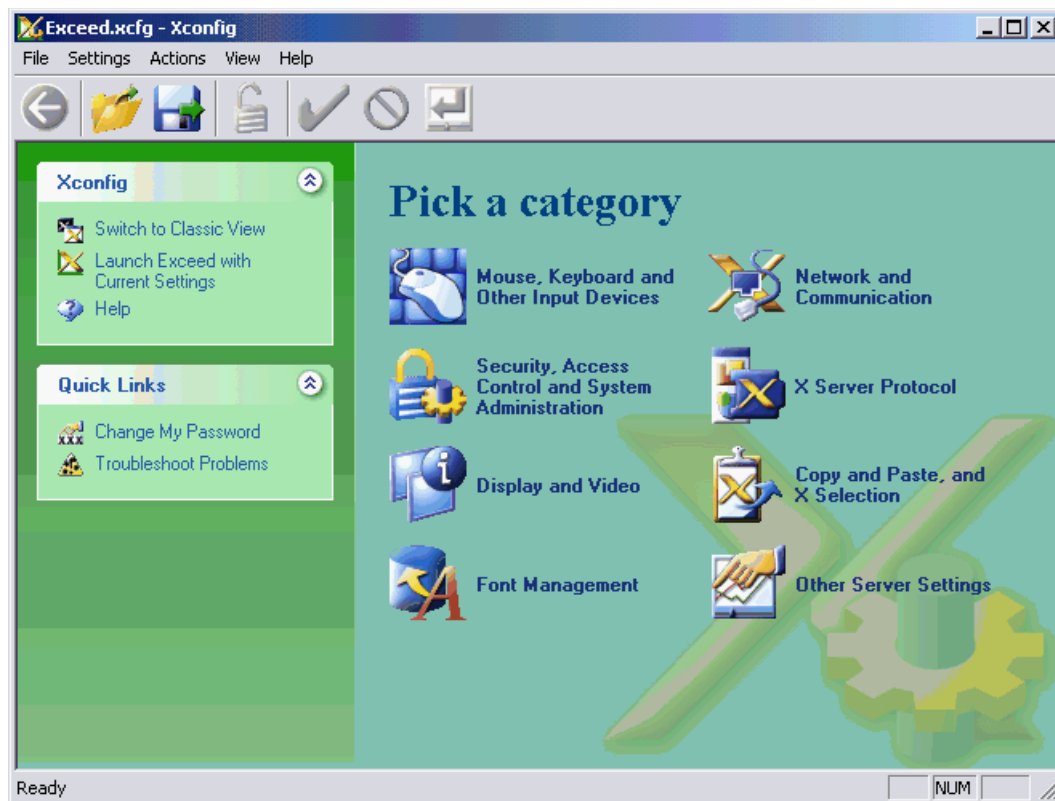 Exceed.xcfg - Xconfig
File Settings Actions View Help
Xconfig
Switch to Classic View
Launch Exceed with
Current Settings
Help
Quick Links
Change My Password
Troubleshoot Problems
Pick a category
Mouse, Keyboard and
Other Input Devices
Network and
Communication
Security, Access
Control and System
Administration
X Server Protocol
Display and Video
Copy and Paste, and
X Selection
Font Management
Other Server Settings
Ready
NUM